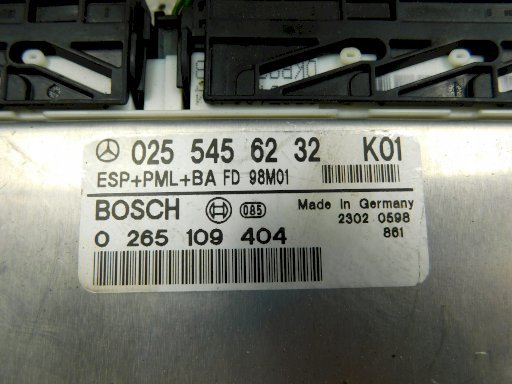 025 545 62 32 K01
ESP+PML+BA FD 98M01
BOSCH 085 Made in Germany
2302 0598
0 265 109 404 861